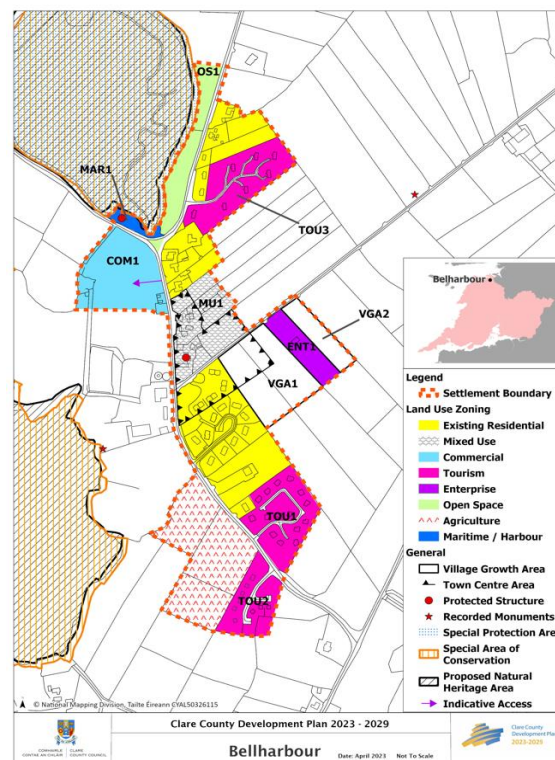 OS1
MAR1
TOU3
COM1
MU1
VGA2
ENT1
VGA1
TOU1
TOU2
Belharbour
Legend
Settlement Boundary
Land Use Zoning
Existing Residential
Mixed Use
Commercial
Tourism
Enterprise
Open Space
Agriculture
Maritime / Harbour
General
Village Growth Area
Town Centre Area
Protected Structure
Recorded Monuments
Special Protection Are
Special Area of
Conservation
Proposed Natural
Heritage Area
Indicative Access
© National Mapping Division, Tailte Éireann CYAL50326115
COMHAIRLE CONTAE AN CHLÁIR
CLARE COUNTY COUNCIL
Clare County Development Plan 2023 - 2029
Bellharbour
Date: April 2023 Not To Scale
Clare County
Development Plan
2023-2029